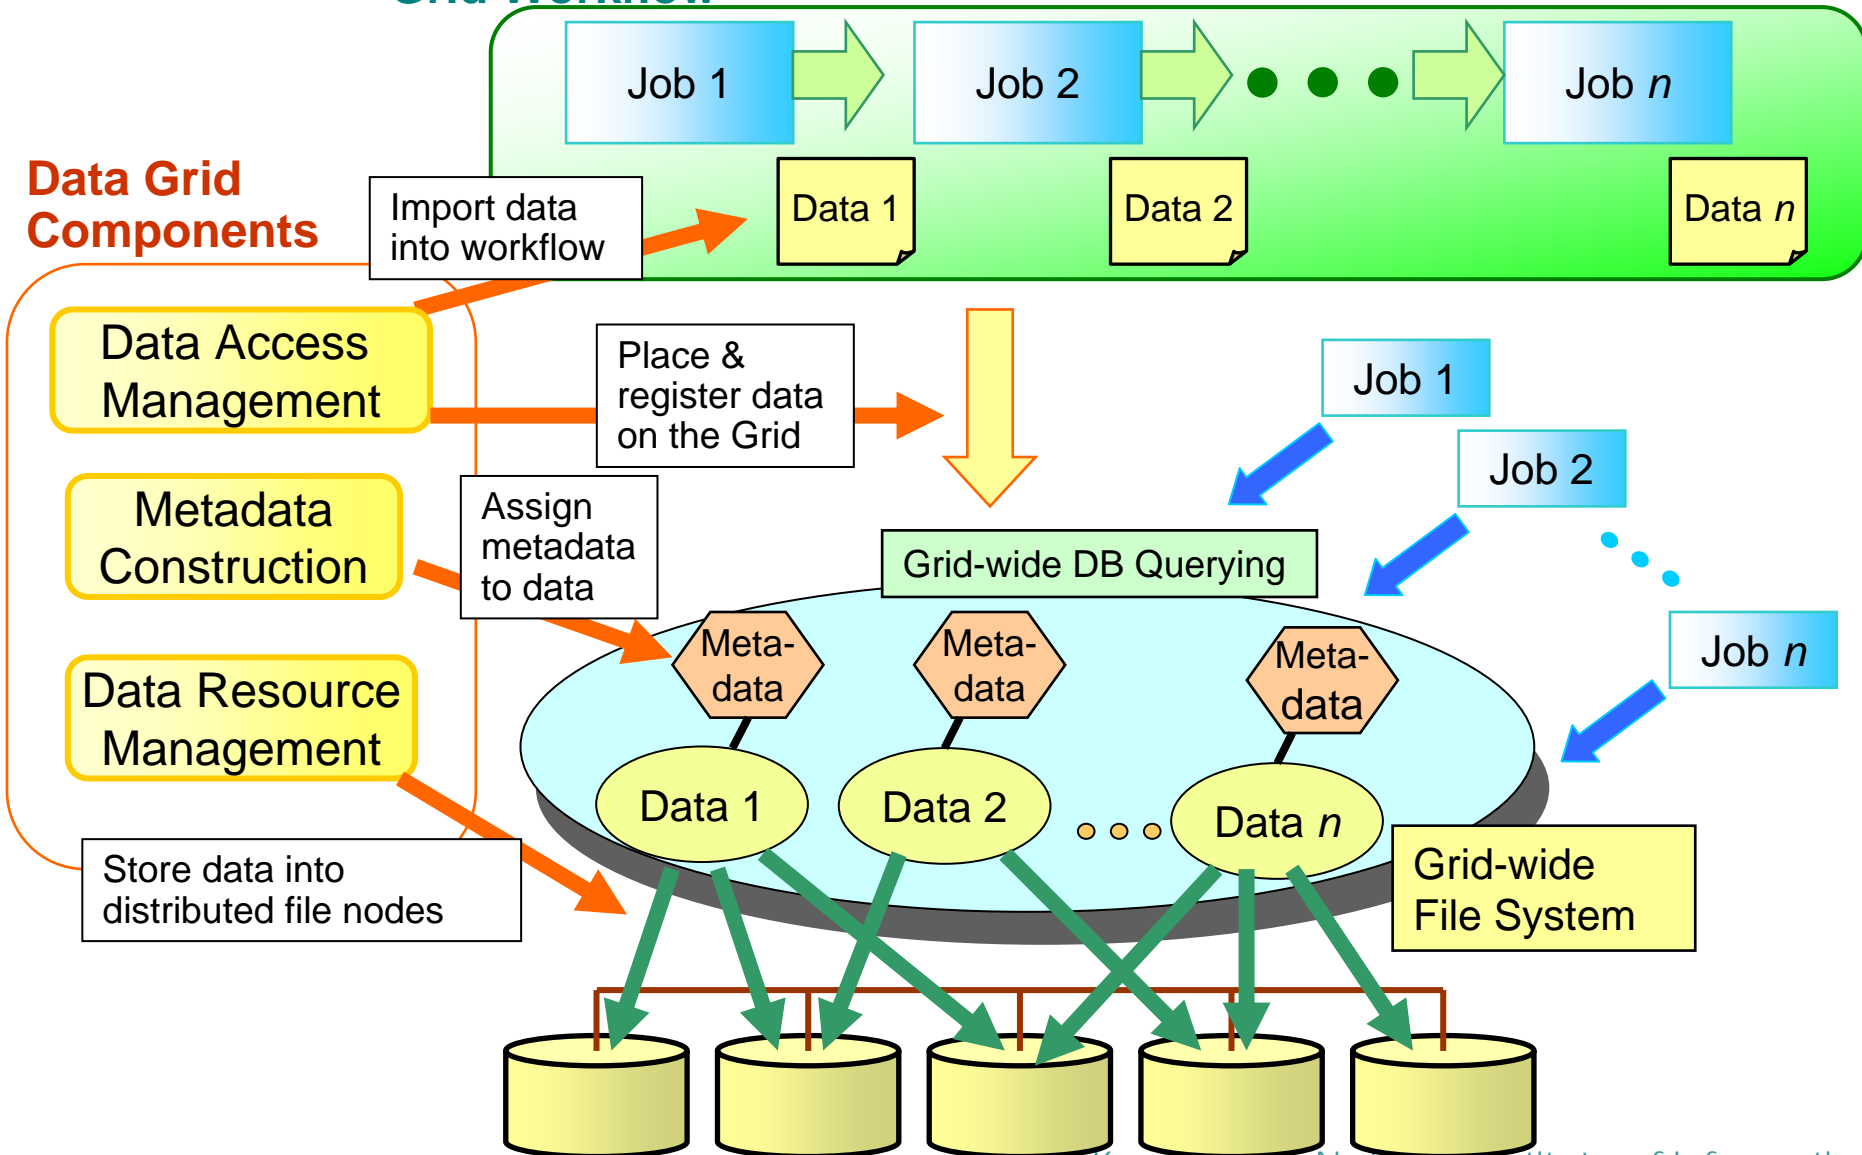 Grid Workflow
Job 1
Job 2
Job n
Data 1
Data 2
Data n
Data Grid
Components
Import data
into workflow
Data Access
Management
Place &
register data
on the Grid
Job 1
Job 2
Job n
Metadata
Construction
Assign
metadata
to data
Grid-wide DB Querying
Meta-
data
Meta-
data
Meta-
data
Data Resource
Management
Data 1
Data 2
Data n
Store data into
distributed file nodes
Grid-wide
File System